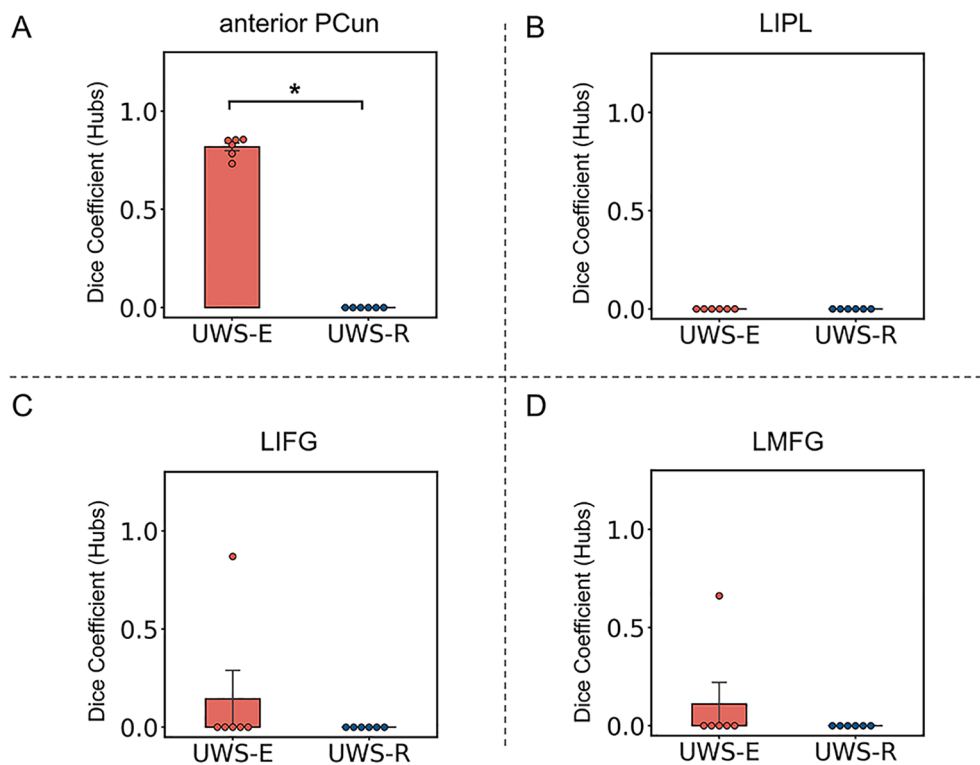 A
anterior PCun
Dice Coefficient (Hubs)
1.0
0.5
0.0
*
UWS-E
UWS-R
B
LIPL
Dice Coefficient (Hubs)
1.0
0.5
0.0
UWS-E
UWS-R
C
LIFG
Dice Coefficient (Hubs)
1.0
0.5
0.0
UWS-E
UWS-R
D
LMFG
Dice Coefficient (Hubs)
1.0
0.5
0.0
UWS-E
UWS-R